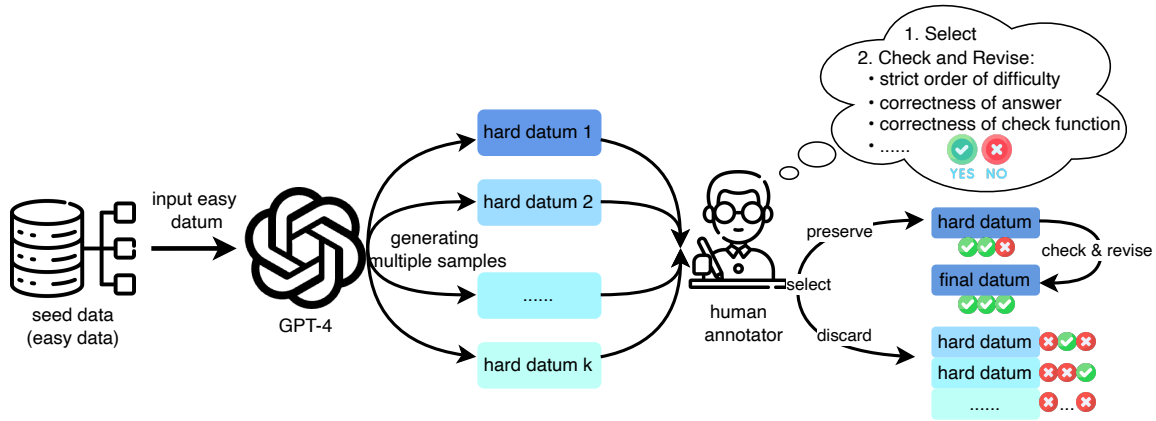 1. Select
2. Check and Revise:
• strict order of difficulty
• correctness of answer
• correctness of check function
• ......
YES NO
seed data
(easy data)
input easy
datum
GPT-4
generating
multiple samples
hard datum 1
hard datum 2
......
hard datum k
human
annotator
select
preserve
discard
hard datum
check & revise
final datum
hard datum
hard datum
......
...